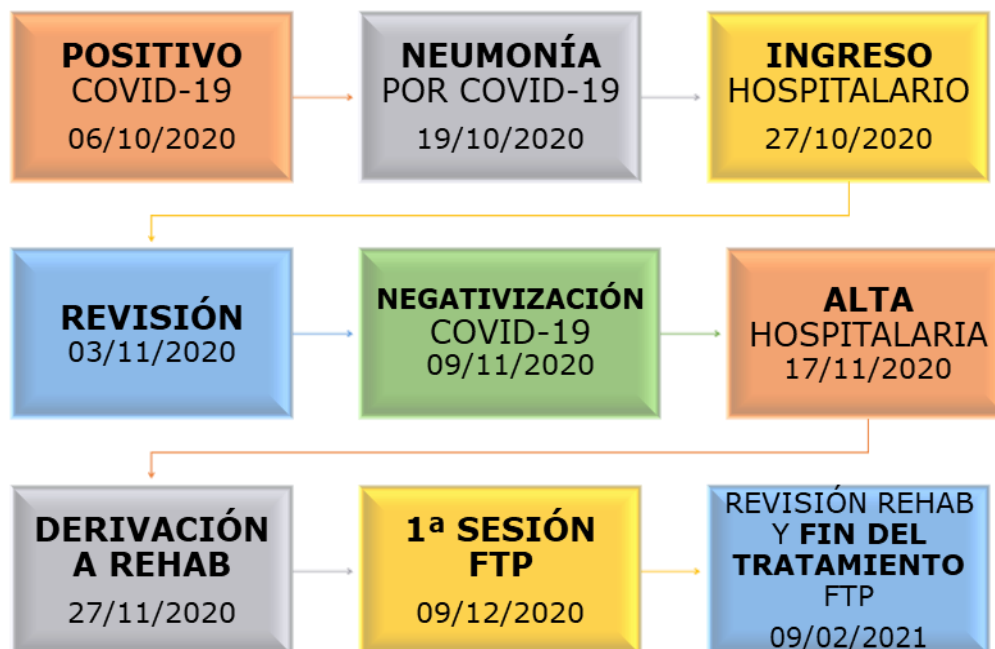 POSITIVO
COVID-19
06/10/2020
NEUMONÍA
POR COVID-19
19/10/2020
INGRESO
HOSPITALARIO
27/10/2020
REVISIÓN
03/11/2020
NEGATIVIZACIÓN
COVID-19
09/11/2020
ALTA
HOSPITALARIA
17/11/2020
DERIVACIÓN
A REHAB
27/11/2020
1ª SESIÓN
FTP
09/12/2020
REVISIÓN REHAB
Y FIN DEL
TRATAMIENTO
FTP
09/02/2021